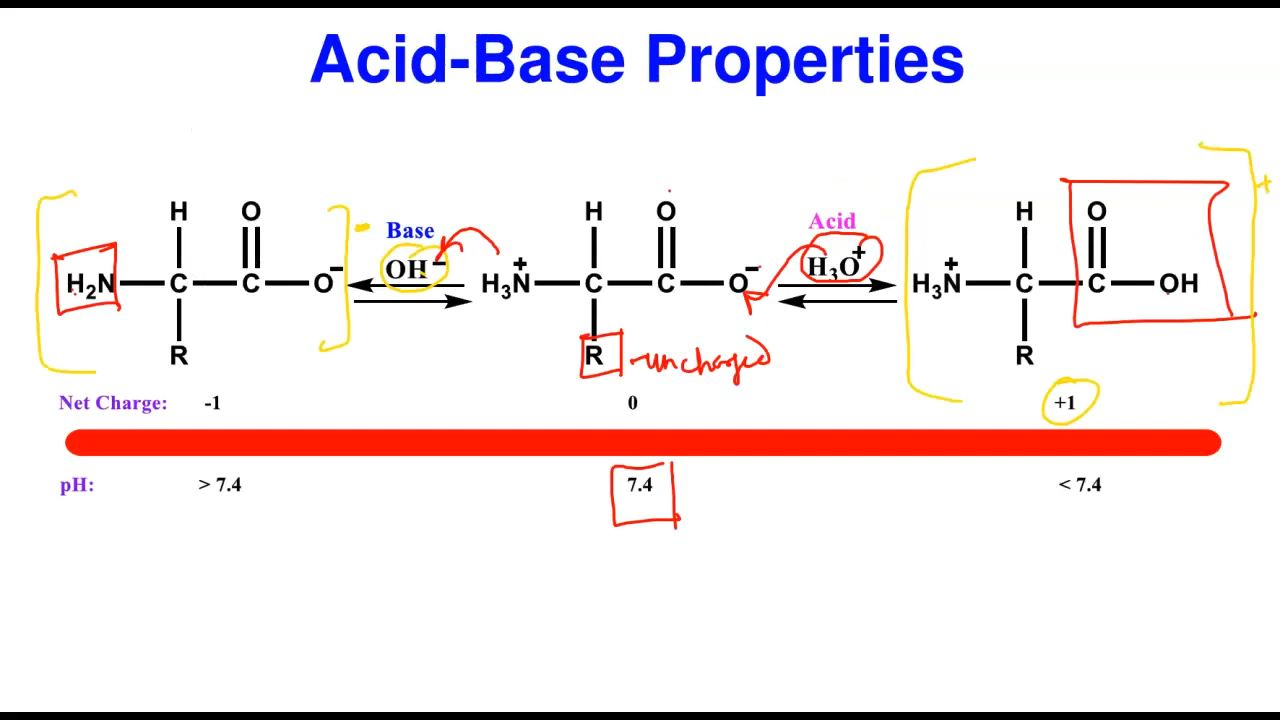 Acid-Base Properties
H O
Base
OH⁻
H₂N C C O⁻
R
H O
H₃N⁺ C C O⁻
R - uncharged
Acid
H₃O⁺
H O
H₃N⁺ C C OH
R
-
+
Net Charge: -1 0 +1
pH: > 7.4 7.4 < 7.4